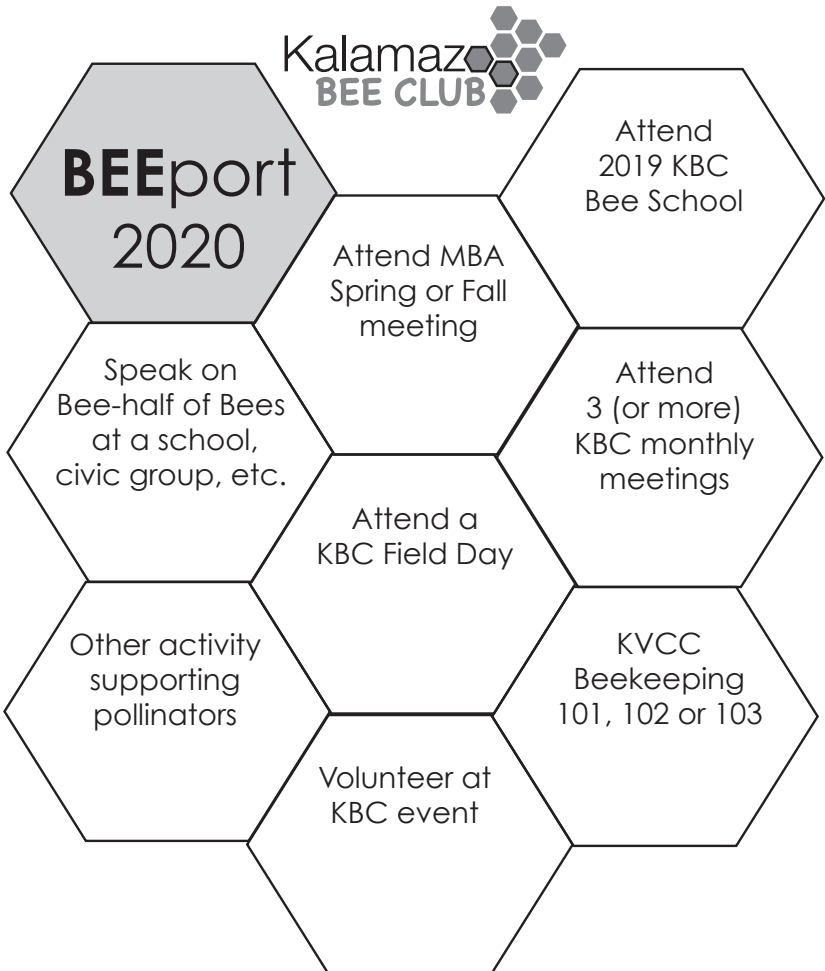 Kalamazoo
BEE CLUB
BEEport
2020
Attend
2019 KBC
Bee School
Attend MBA
Spring or Fall
meeting
Speak on
Bee-half of Bees
at a school,
civic group, etc.
Attend
3 (or more)
KBC monthly
meetings
Attend a
KBC Field Day
Other activity
supporting
pollinators
KVCC
Beekeeping
101, 102 or 103
Volunteer at
KBC event